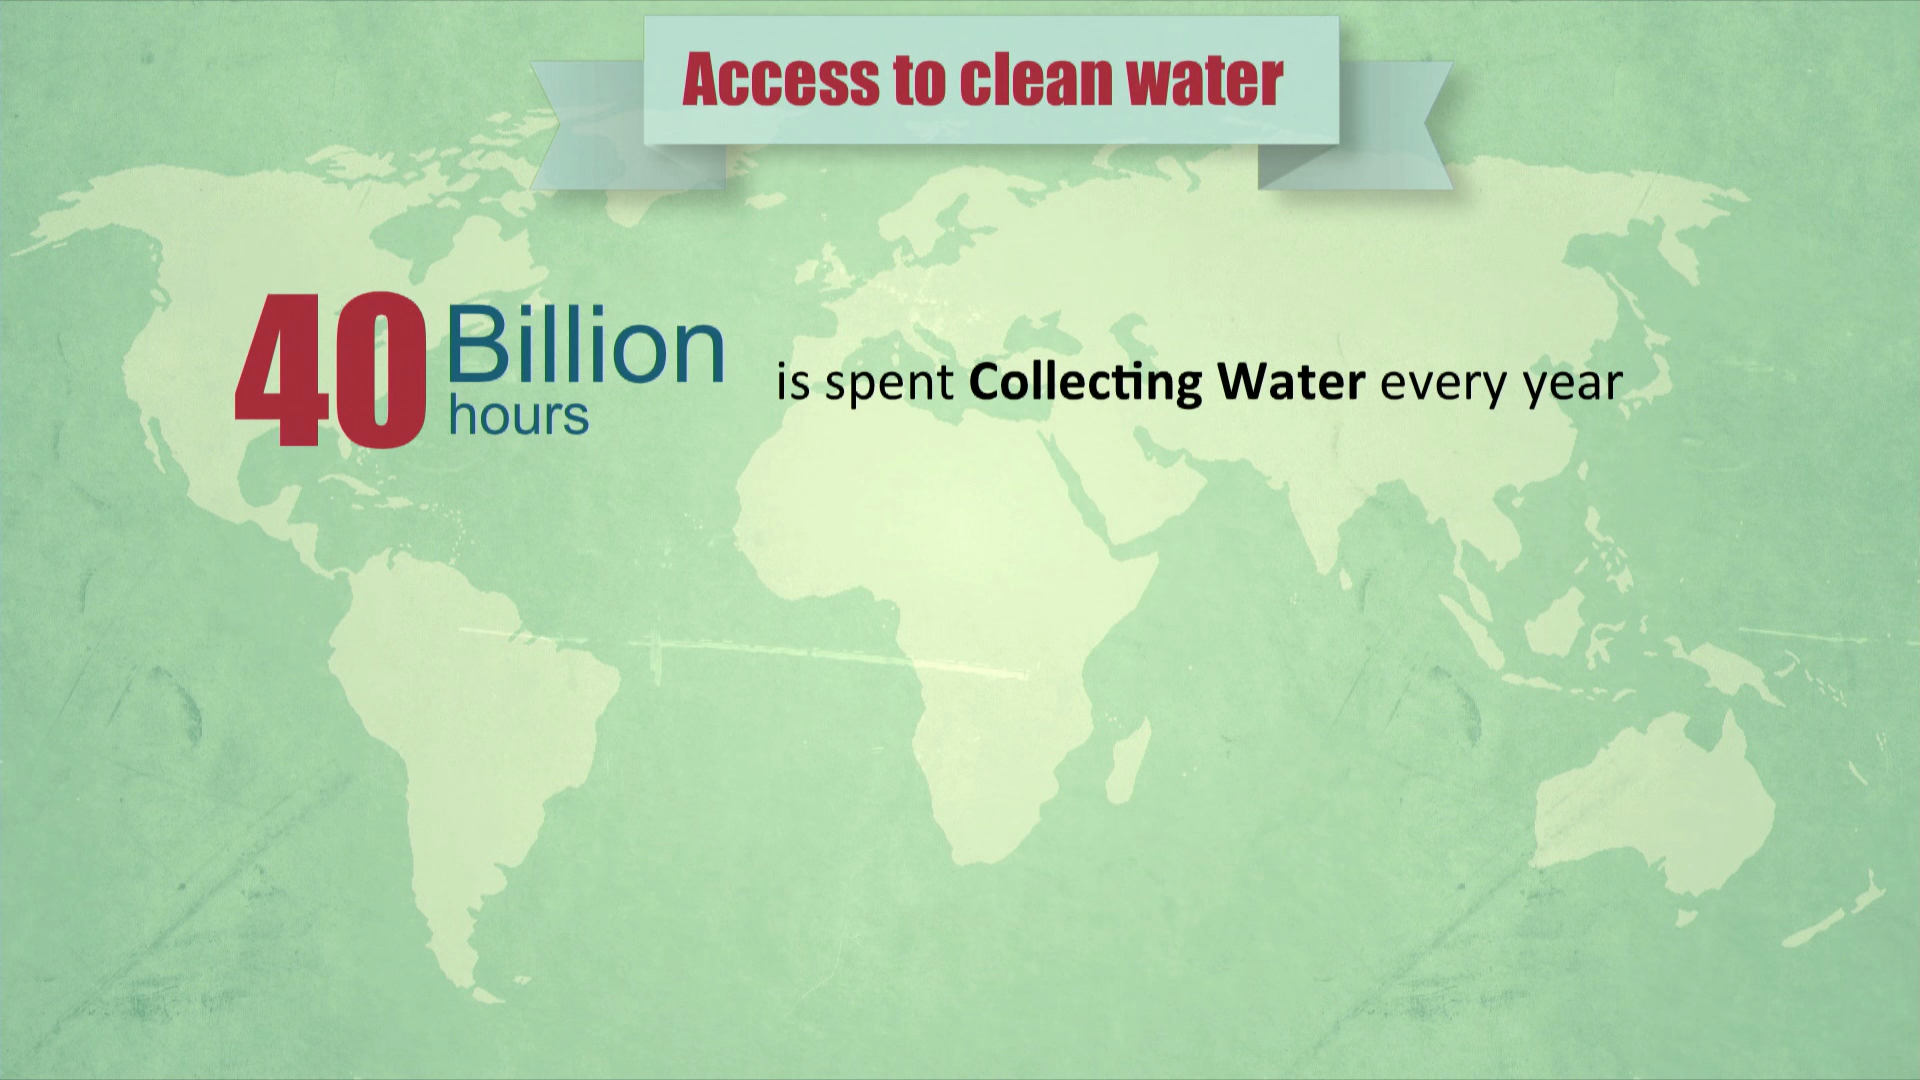 Access to clean water
40 Billion
hours
is spent Collecting Water every year